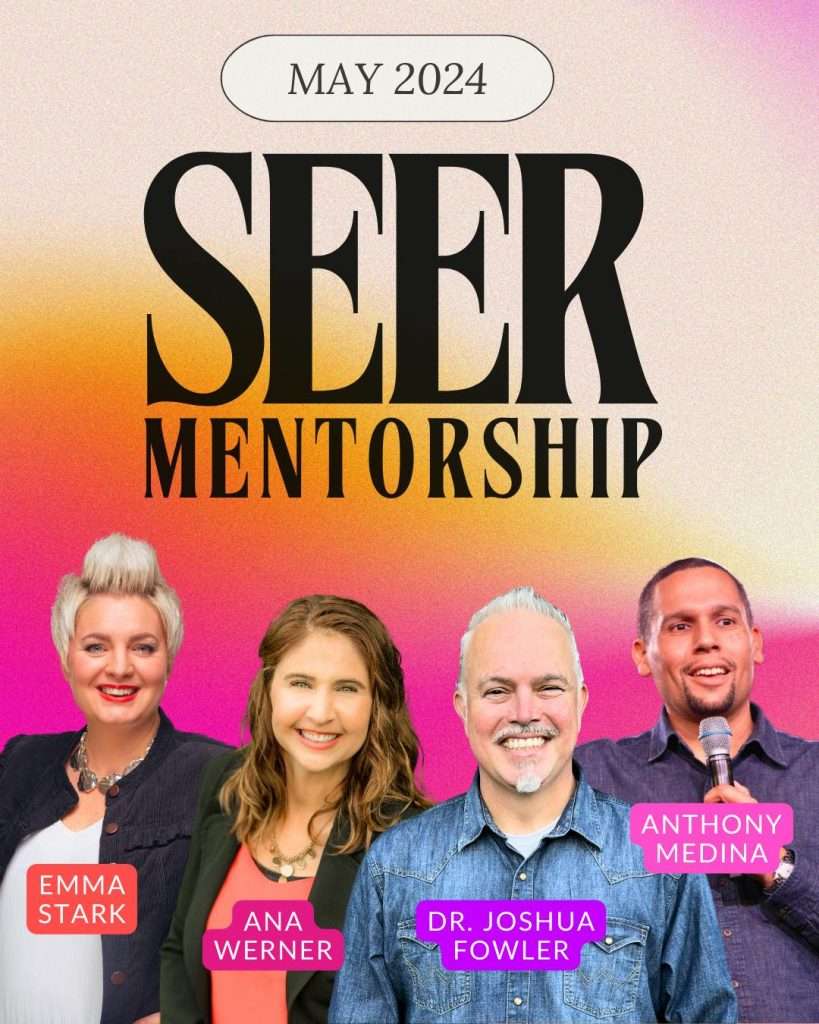 MAY 2024
SEER
MENTORSHIP
EMMA
STARK
ANA
WERNER
DR. JOSHUA
FOWLER
ANTHONY
MEDINA